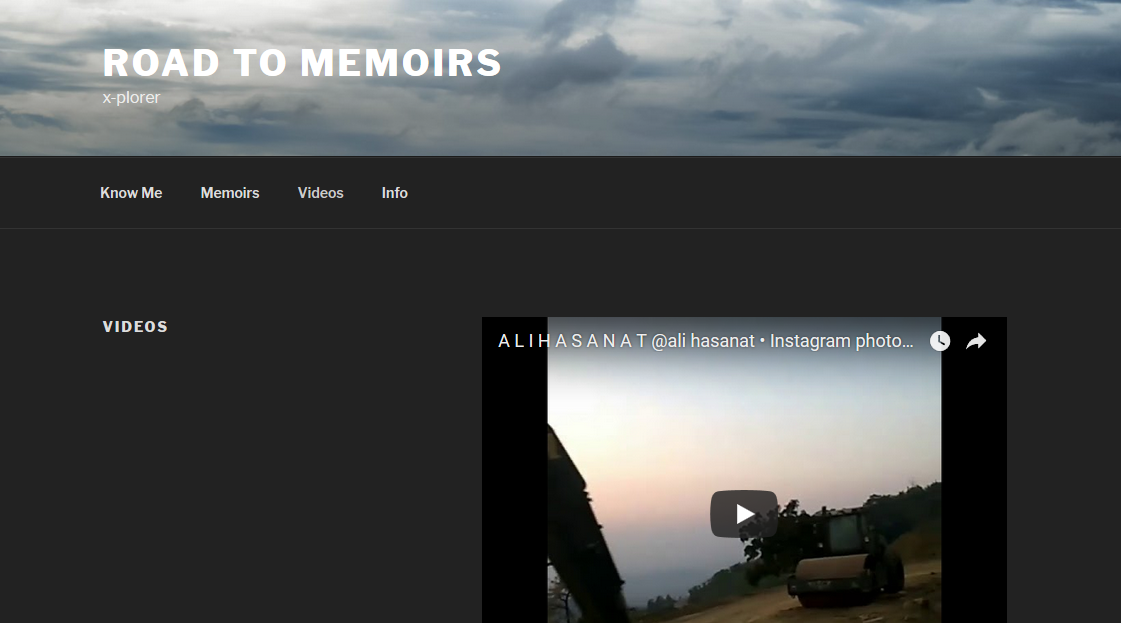 ROAD TO MEMOIRS
x-plorer
Know Me Memoirs Videos Info
VIDEOS
A L I H A S A N A T @ali hasanat • Instagram photo...